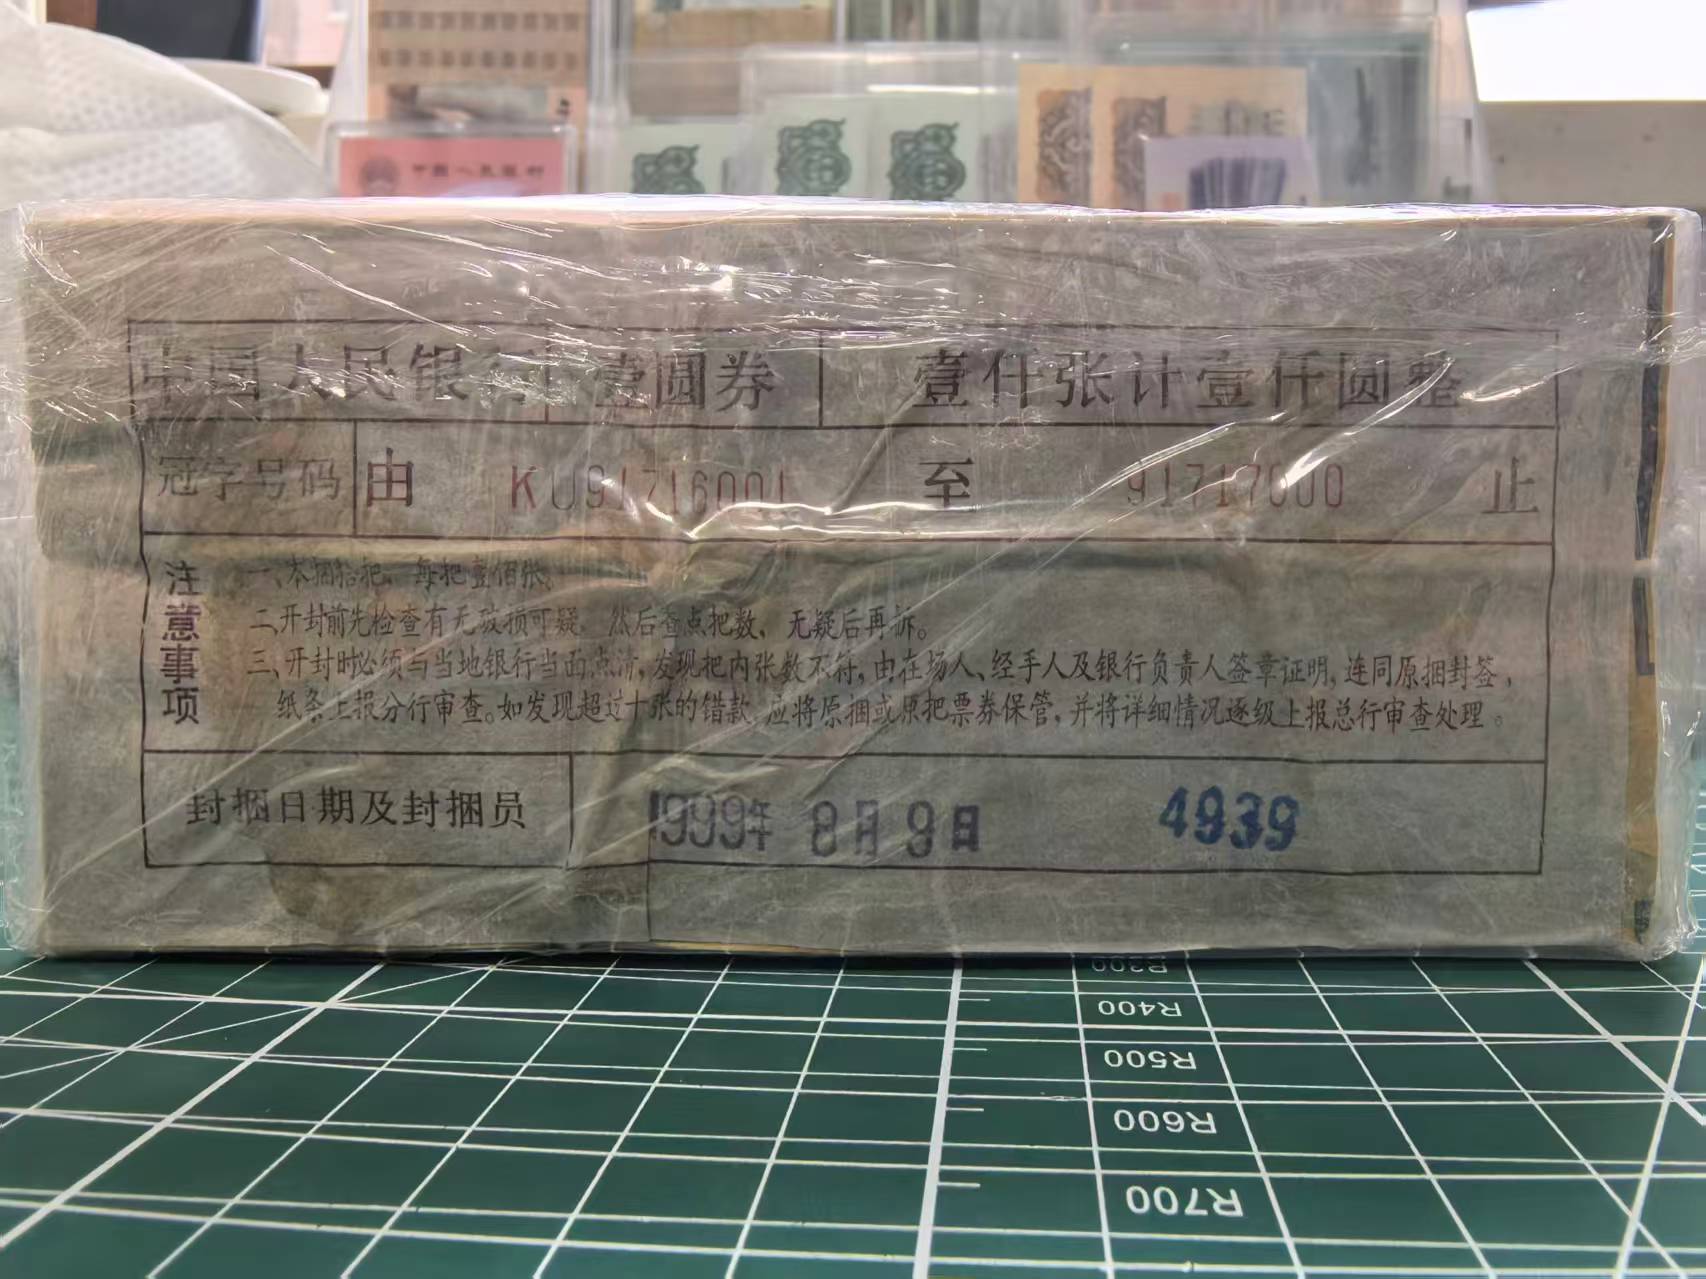 中国人民银行
中国人民银行 壹圆券 壹仟张计壹仟圆整
冠字号码 由 KU91716001 至 91717000 止
注意事项
一、本捆拾把，每把壹佰张。
二、开封前先检查有无破损可疑，然后查点把数，无疑后再拆。
三、开封时必须与当地银行当面点清，发现把内张数不符，由在场人、经手人及银行负责人签章证明，连同原捆封签，
纸条上报分行审查。如发现超过十张的错款，应将原捆或原把票券保管，并将详细情况逐级上报总行审查处理。
封捆日期及封捆员 1999年 8月 9日 4939
R300
R400
R500
R600
R700